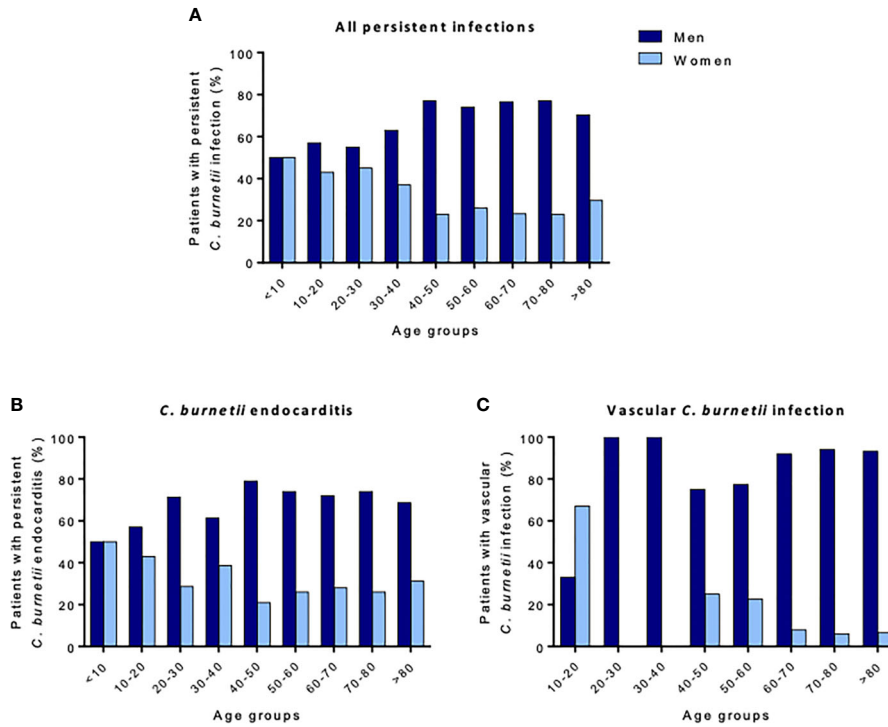 A
All persistent infections
Men
Women
Patients with persistent
C. burnetii infection (%)
100
80
60
40
20
0
<10
10-20
20-30
30-40
40-50
50-60
60-70
70-80
>80
Age groups
B
C. burnetii endocarditis
Patients with persistent
C. burnetii endocarditis (%)
100
80
60
40
20
0
<10
10-20
20-30
30-40
40-50
50-60
60-70
70-80
>80
Age groups
C
Vascular C. burnetii infection
Patients with vascular
C. burnetii infection (%)
100
80
60
40
20
0
10-20
20-30
30-40
40-50
50-60
60-70
70-80
>80
Age groups